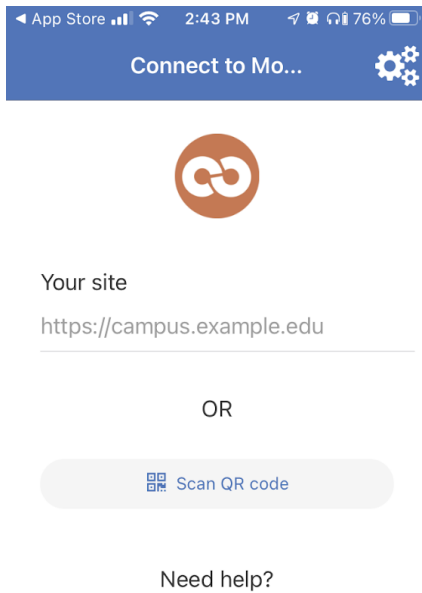 App Store 2:43 PM 76%
Connect to Mo...
Your site
https://campus.example.edu
OR
Scan QR code
Need help?